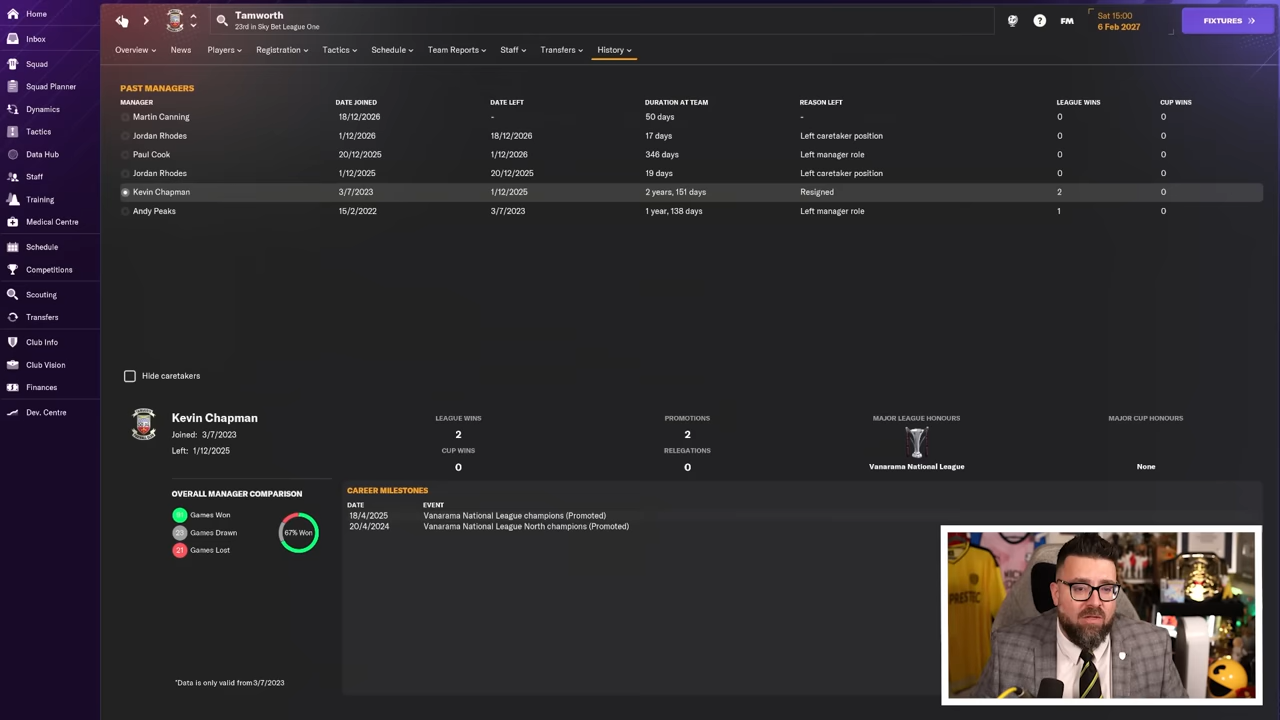 Home
Inbox
Squad
Squad Planner
Dynamics
Tactics
Data Hub
Staff
Training
Medical Centre
Schedule
Competitions
Scouting
Transfers
Club Info
Club Vision
Finances
Dev. Centre
Tamworth
23rd in Sky Bet League One
FM
Sat 15:00
6 Feb 2027
FIXTURES
Overview News Players Registration Tactics Schedule Team Reports Staff Transfers History
PAST MANAGERS
MANAGER DATE JOINED DATE LEFT DURATION AT TEAM REASON LEFT LEAGUE WINS CUP WINS
Martin Canning 18/12/2026 - 50 days - 0 0
Jordan Rhodes 1/12/2026 18/12/2026 17 days Left caretaker position 0 0
Paul Cook 20/12/2025 1/12/2026 346 days Left manager role 0 0
Jordan Rhodes 1/12/2025 20/12/2025 19 days Left caretaker position 0 0
Kevin Chapman 3/7/2023 1/12/2025 2 years, 151 days Resigned 2 0
Andy Peaks 15/2/2022 3/7/2023 1 year, 138 days Left manager role 1 0
Hide caretakers
Kevin Chapman
Joined: 3/7/2023
Left: 1/12/2025
LEAGUE WINS PROMOTIONS MAJOR LEAGUE HONOURS MAJOR CUP HONOURS
2 2
CUP WINS RELEGATIONS
0 0 Vanarama National League None
OVERALL MANAGER COMPARISON
Games Won
23 Games Drawn
21 Games Lost
67% Won
CAREER MILESTONES
DATE EVENT
18/4/2025 Vanarama National League champions (Promoted)
20/4/2024 Vanarama National League North champions (Promoted)
*Data is only valid from 3/7/2023